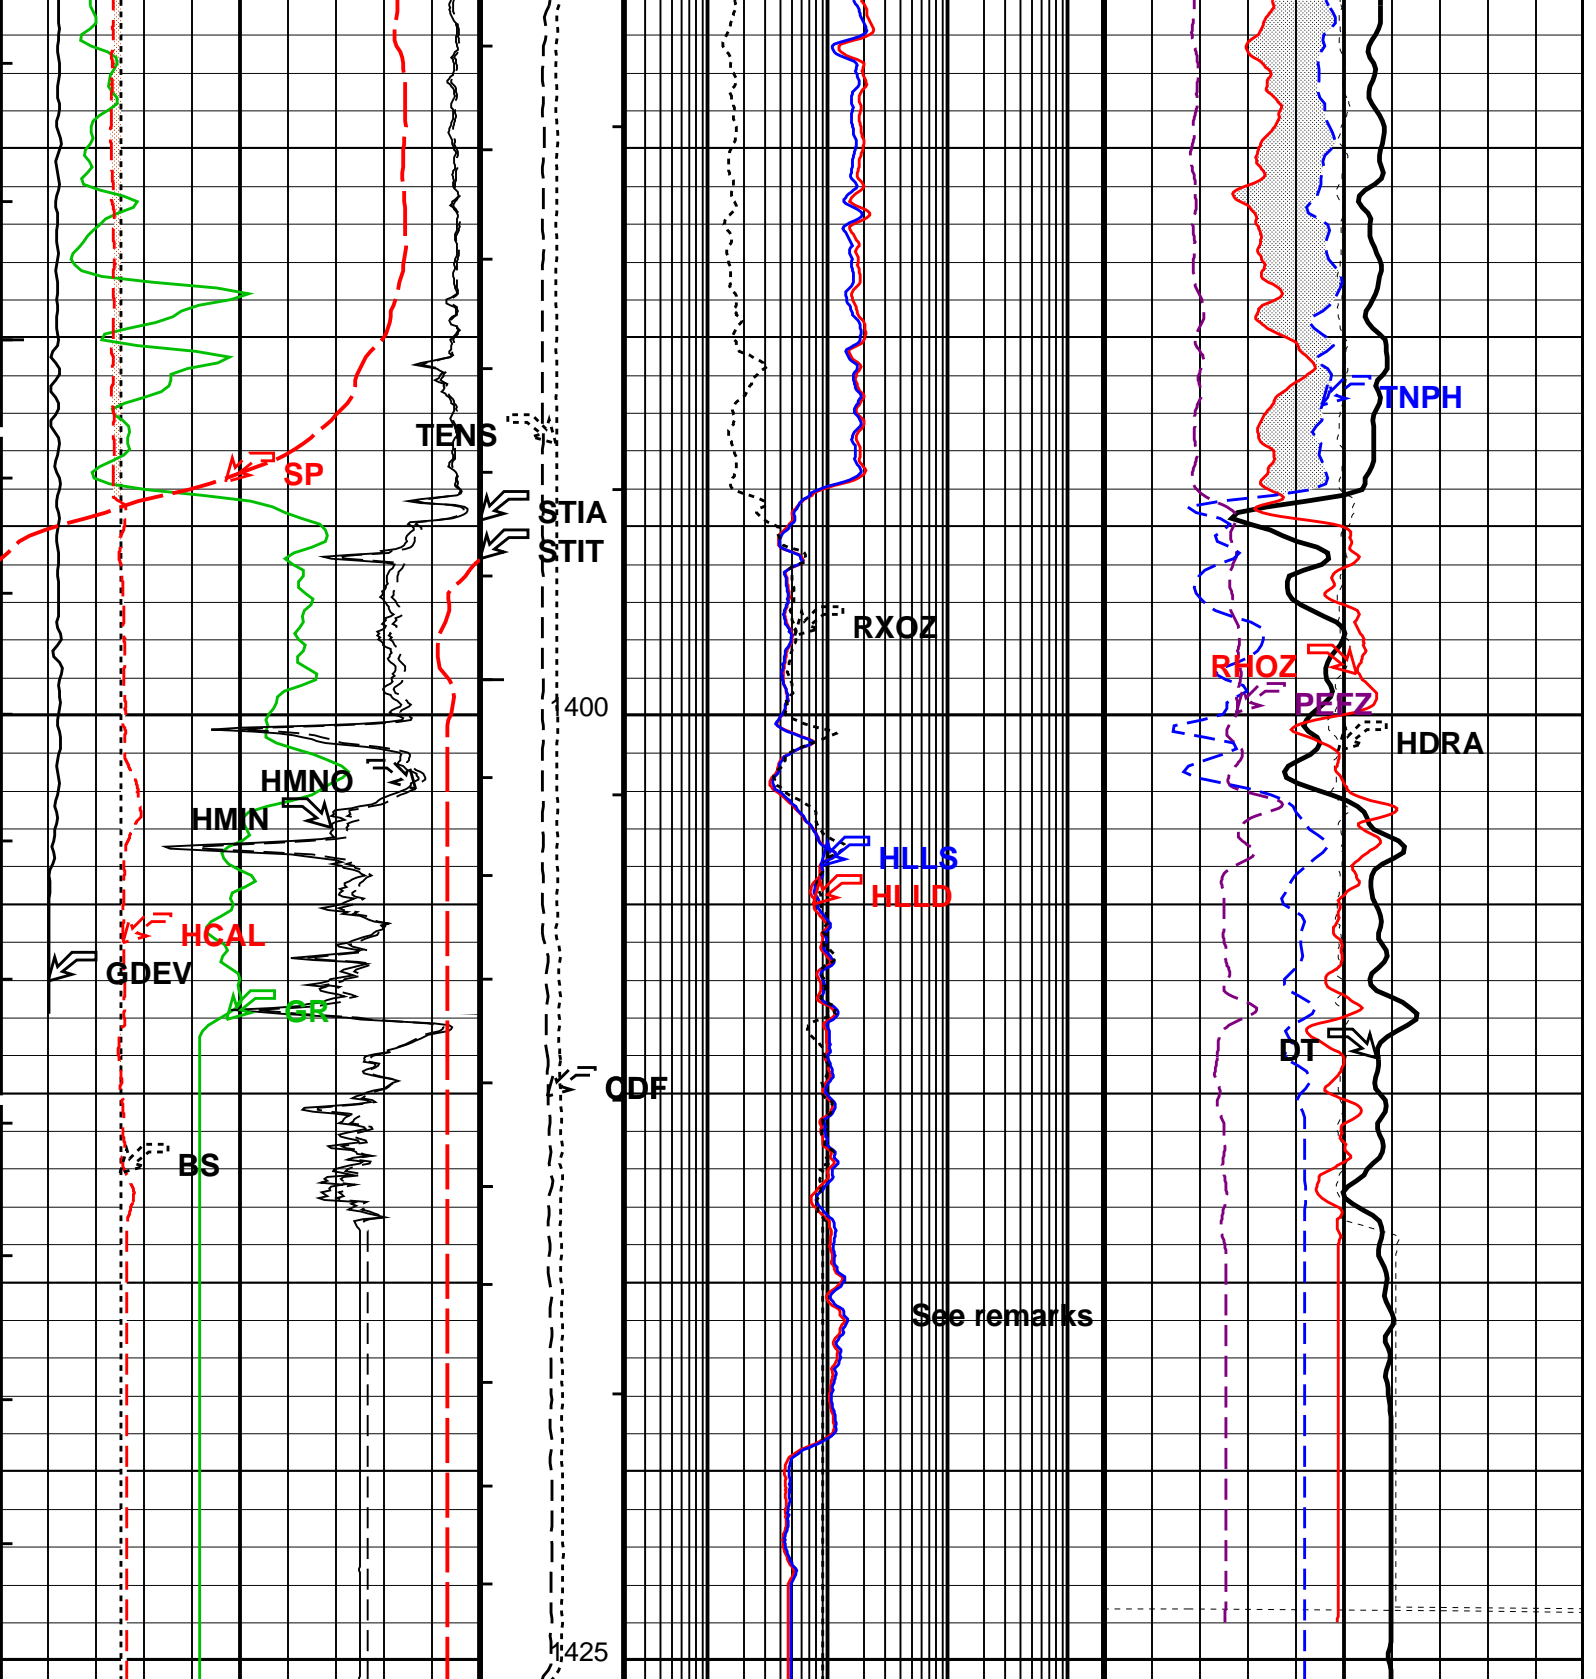 TNPH
TENS
SP
STIA
STIT
RXOZ
RHOZ
PEFZ
1400
HDRA
HMNO
HMIN
HLLS
HLLD
HCAL
GDEV
GR
DT
CDF
BS
See remarks
1425